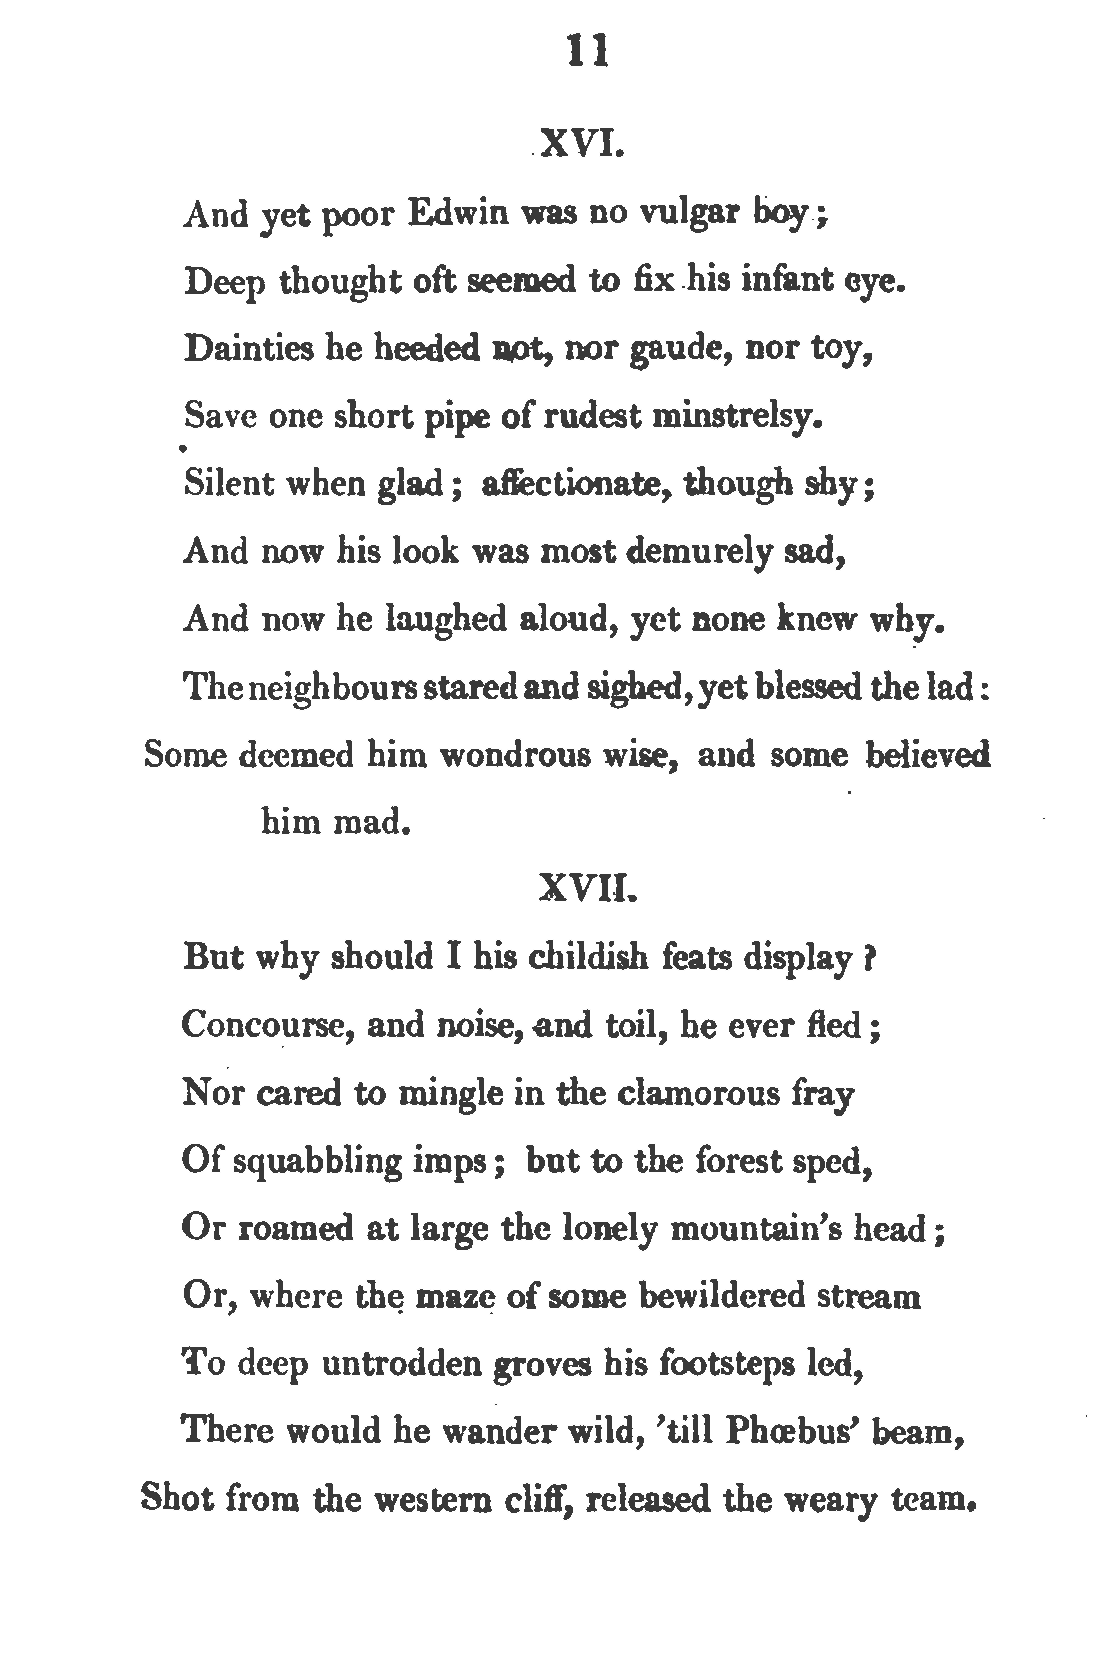 11
XVI.
And yet poor Edwin was no vulgar boy;
Deep thought oft seemed to fix his infant eye.
Dainties he heeded not, nor gaude, nor toy,
Save one short pipe of rudest minstrelsy.
Silent when glad; affectionate, though shy;
And now his look was most demurely sad,
And now he laughed aloud, yet none knew why.
The neighbours stared and sighed, yet blessed the lad:
Some deemed him wondrous wise, and some believed
him mad.
XVII.
But why should I his childish feats display?
Concourse, and noise, and toil, he ever fled;
Nor cared to mingle in the clamorous fray
Of squabbling imps; but to the forest sped,
Or roamed at large the lonely mountain's head;
Or, where the maze of some bewildered stream
To deep untrodden groves his footsteps led,
There would he wander wild, 'till Phœbus' beam,
Shot from the western cliff, released the weary team.